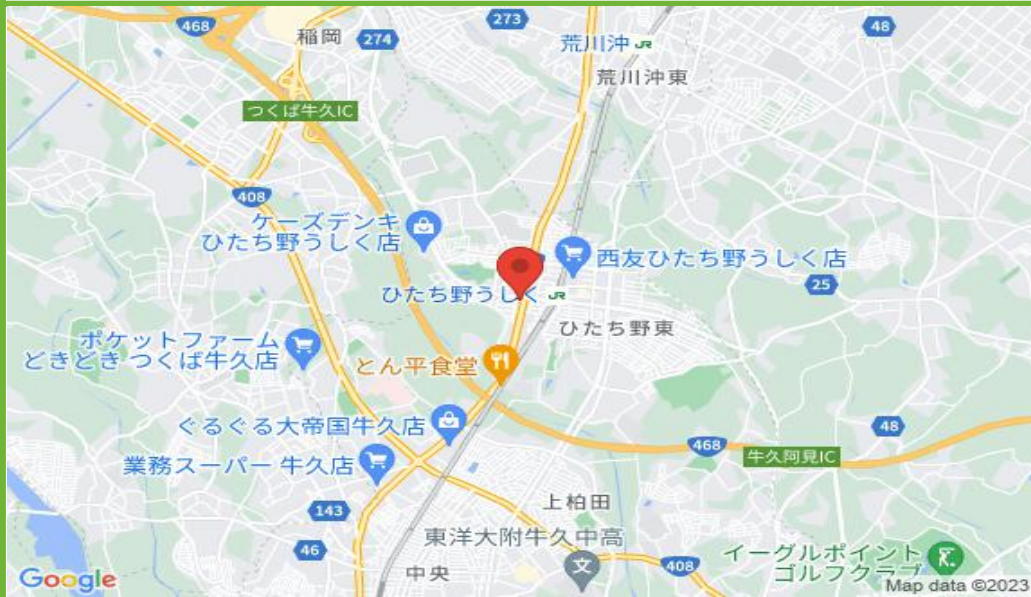 468
稲岡
274
273
荒川沖 JR
48
荒川沖東
つくば牛久IC
408
ケーズデンキ
ひたち野うしく店
西友ひたち野うしく店
ひたち野うしく JR
25
ひたち野東
ポケットファーム
どきどき つくば牛久店
とん平食堂
ぐるぐる大帝国牛久店
48
468
牛久阿見IC
業務スーパー 牛久店
143
上柏田
46
東洋大附牛久中高
文
408
イーグルポイント
ゴルフクラブ
中央
Google
Map data ©2023